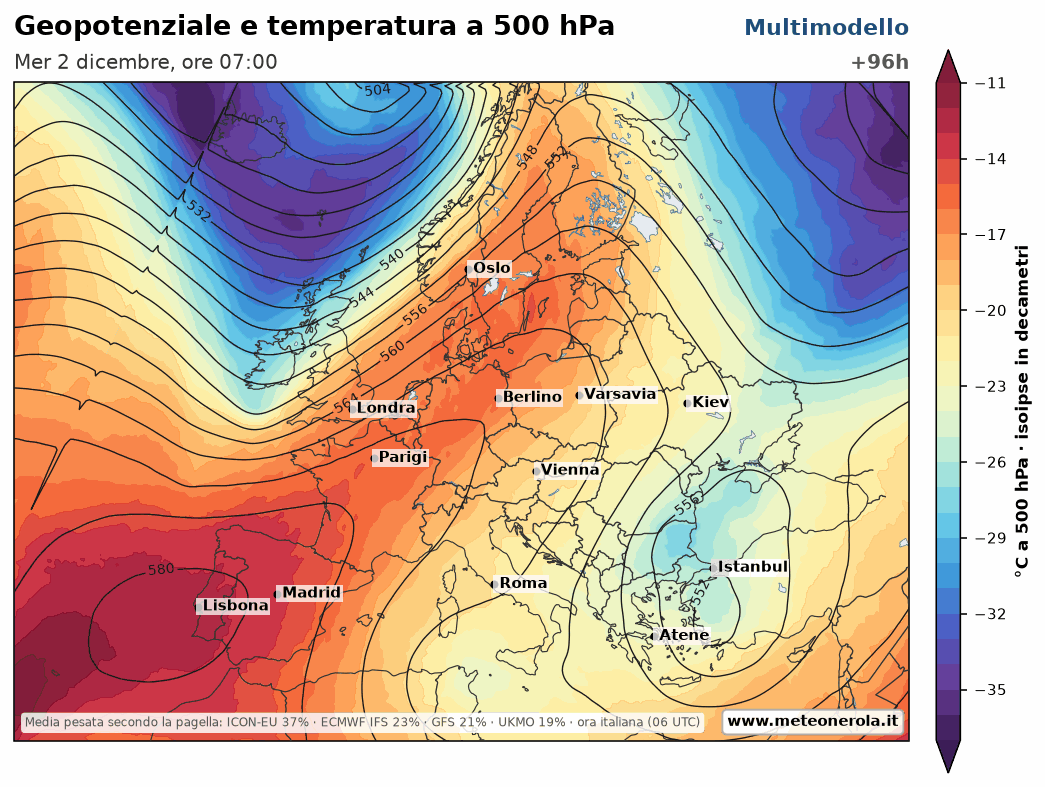 Geopotenziale e temperatura a 500 hPa
Multimodello
Mer 2 dicembre, ore 07:00
+96h
504
548
552
532
540
544
556
560
564
556
580
552
Oslo
Londra
Berlino
Varsavia
Kiev
Parigi
Vienna
Roma
Istanbul
Madrid
Lisbona
Atene
−11
−14
−17
−20
−23
−26
−29
−32
−35
°C a 500 hPa · isoipse in decametri
Media pesata secondo la pagella: ICON-EU 37% · ECMWF IFS 23% · GFS 21% · UKMO 19% · ora italiana (06 UTC)
www.meteonerola.it